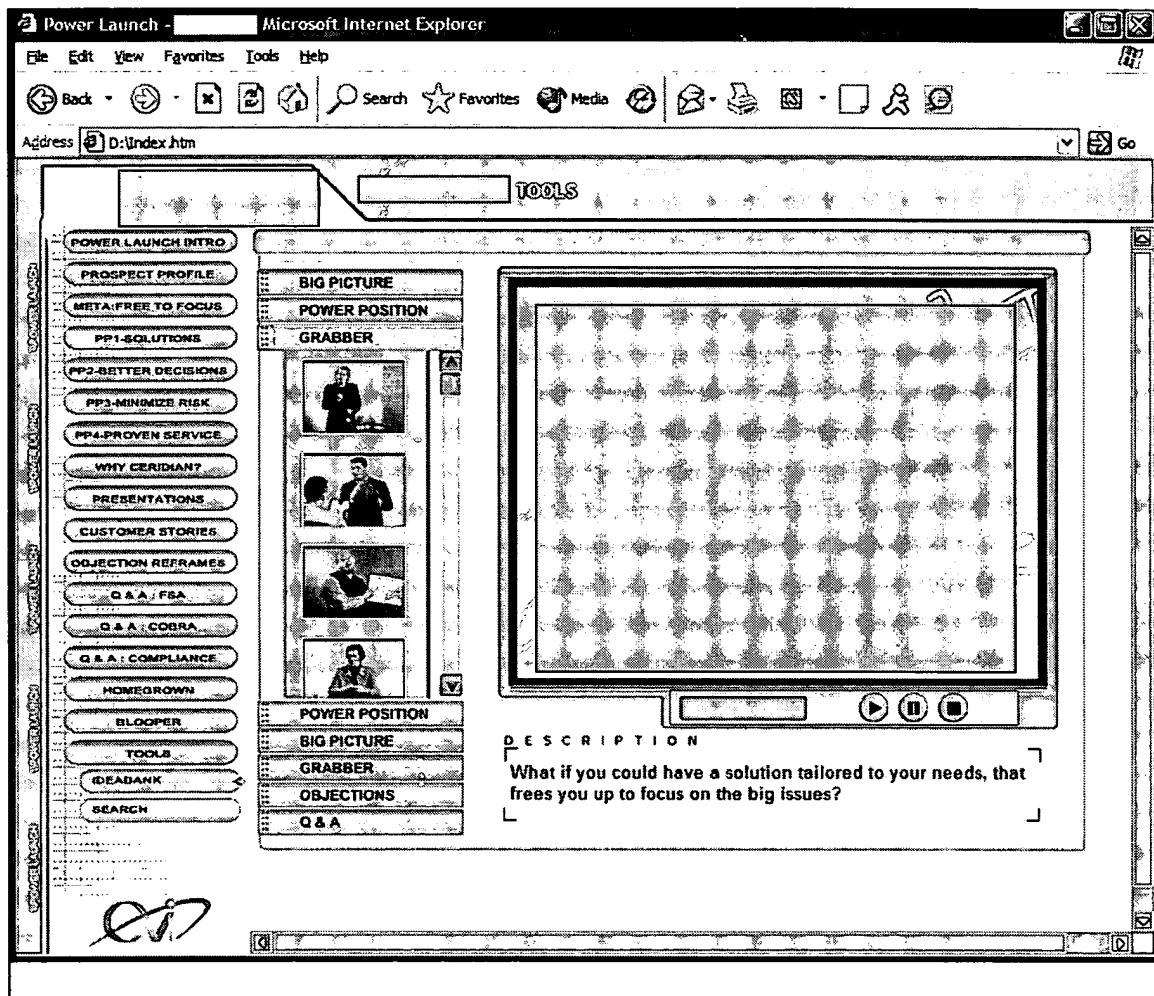 Power Launch - Microsoft Internet Explorer
File Edit View Favorites Tools Help
Back Search Favorites Media
Address D:\Index.htm Go
TOOLS
POWER LAUNCH INTRO
PROSPECT PROFILE
META:FREE TO FOCUS
PP1-SOLUTIONS
PP2-BETTER DECISIONS
PP3-MINIMIZE RISK
PP4-PROVEN SERVICE
WHY CERIDIAN?
PRESENTATIONS
CUSTOMER STORIES
OBJECTION REFRAMES
Q & A : FSA
Q & A : COBRA
Q & A : COMPLIANCE
HOMEGROWN
BLOOPER
TOOLS
IDEABANK
SEARCH
BIG PICTURE
POWER POSITION
GRABBER
POWER POSITION
BIG PICTURE
GRABBER
OBJECTIONS
Q & A
DESCRIPTION
What if you could have a solution tailored to your needs, that
frees you up to focus on the big issues?